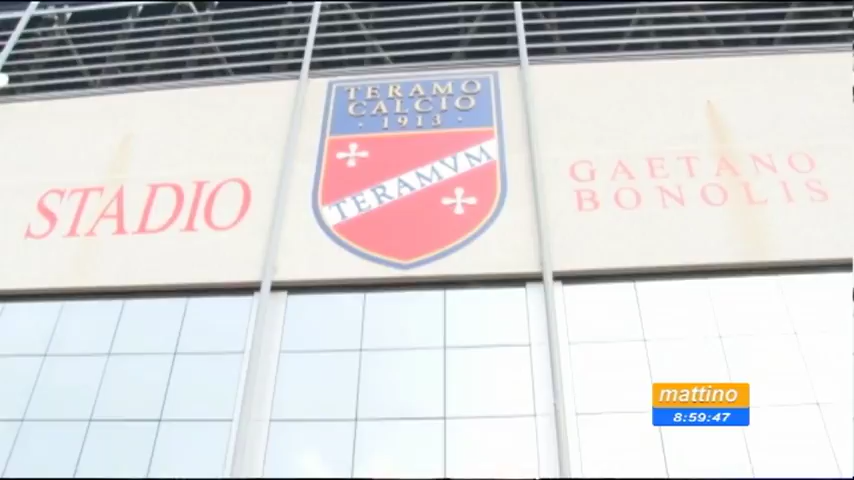 STADIO
TERAMO
CALCIO
· 1913 ·
TERAMVM
GAETANO
BONOLIS
mattino
8:59:47